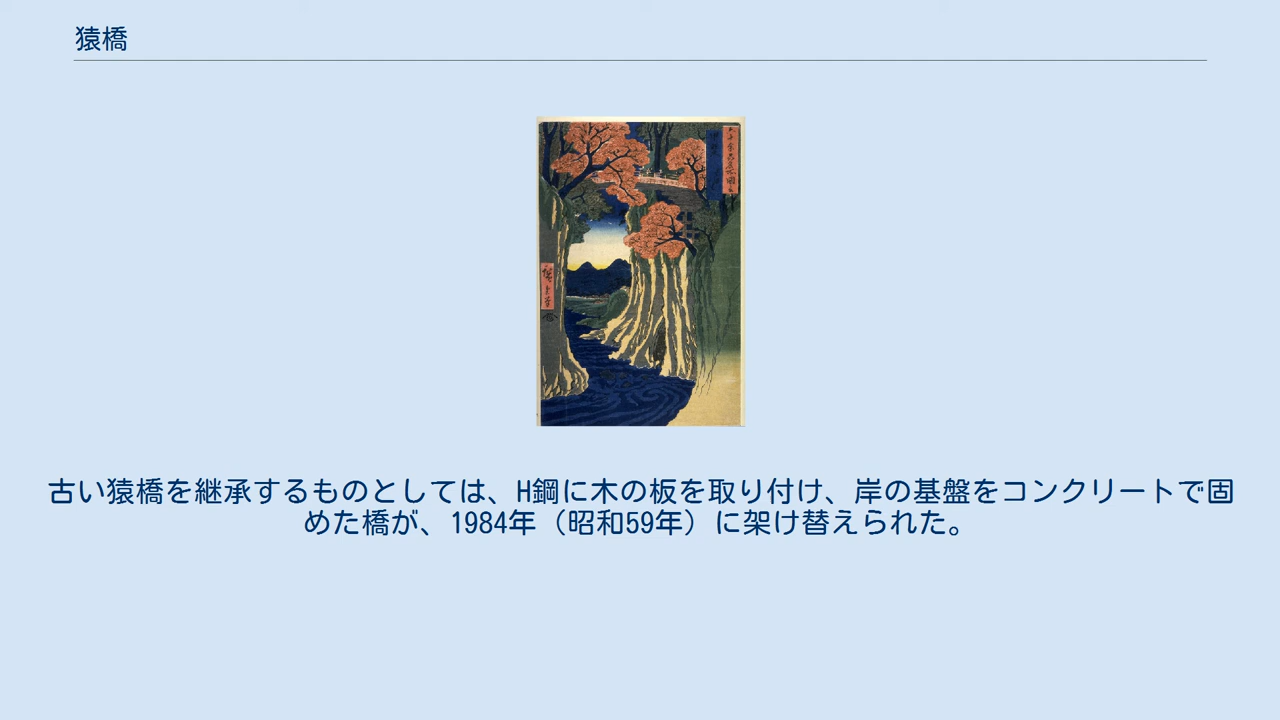 猿橋
古い猿橋を継承するものとしては、H鋼に木の板を取り付け、岸の基盤をコンクリートで固
めた橋が、1984年（昭和59年）に架け替えられた。